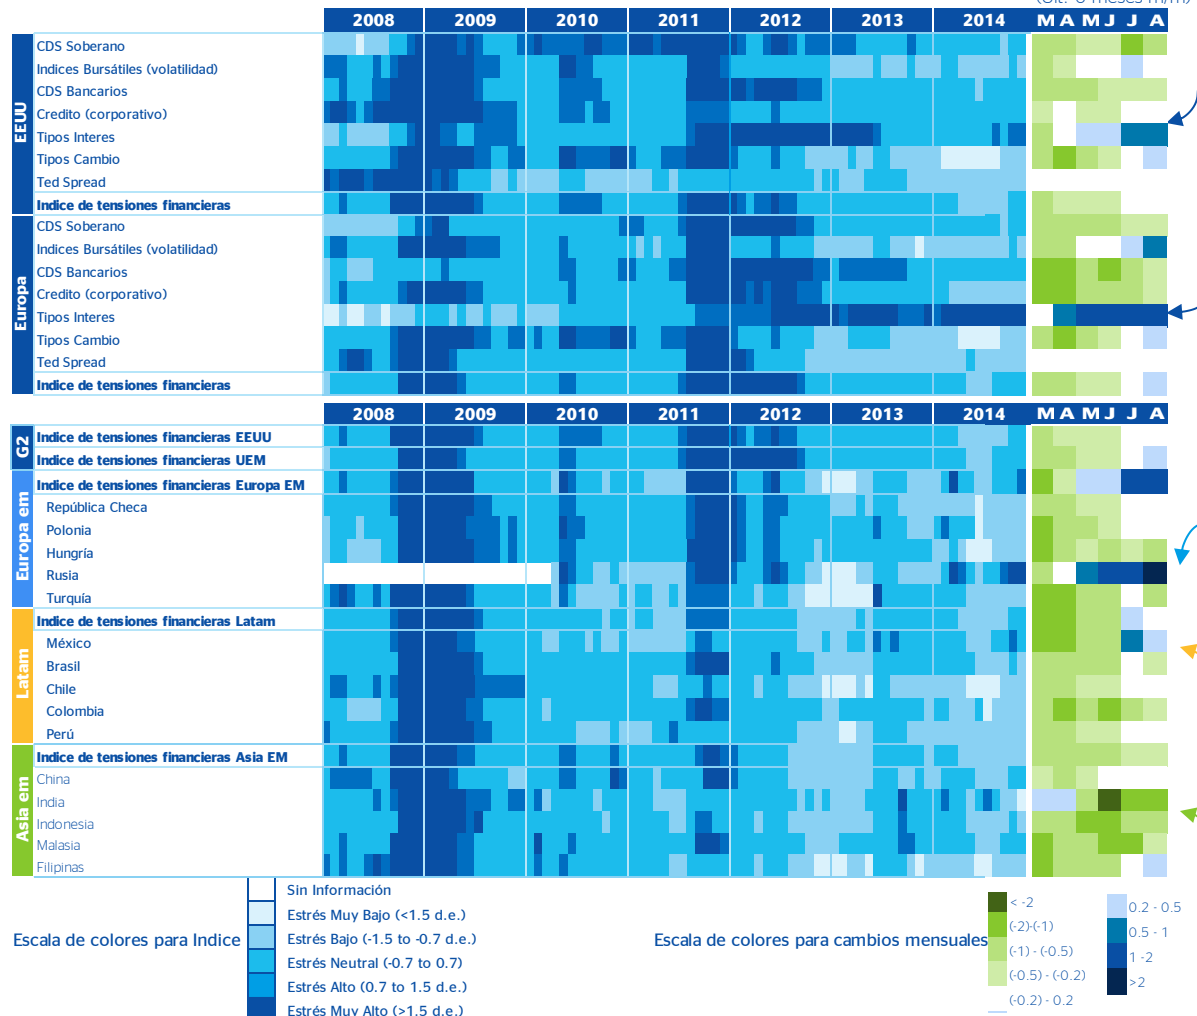 (Ult. 6 meses m/m)
2008 2009 2010 2011 2012 2013 2014 M A M J J A
EEUU
CDS Soberano
Indices Bursátiles (volatilidad)
CDS Bancarios
Credito (corporativo)
Tipos Interes
Tipos Cambio
Ted Spread
Indice de tensiones financieras
Europa
CDS Soberano
Indices Bursátiles (volatilidad)
CDS Bancarios
Credito (corporativo)
Tipos Interes
Tipos Cambio
Ted Spread
Indice de tensiones financieras
2008 2009 2010 2011 2012 2013 2014 M A M J J A
G2
Indice de tensiones financieras EEUU
Indice de tensiones financieras UEM
Europa em
Indice de tensiones financieras Europa EM
República Checa
Polonia
Hungría
Rusia
Turquía
Latam
Indice de tensiones financieras Latam
México
Brasil
Chile
Colombia
Perú
Asia em
Indice de tensiones financieras Asia EM
China
India
Indonesia
Malasia
Filipinas
Escala de colores para Indice
Sin Información
Estrés Muy Bajo (<1.5 d.e.)
Estrés Bajo (-1.5 to -0.7 d.e.)
Estrés Neutral (-0.7 to 0.7)
Estrés Alto (0.7 to 1.5 d.e.)
Estrés Muy Alto (>1.5 d.e.)
Escala de colores para cambios mensuales
< -2
(-2)-(-1)
(-1) - (-0.5)
(-0.5) - (-0.2)
(-0.2) - 0.2
0.2 - 0.5
0.5 - 1
1 -2
>2